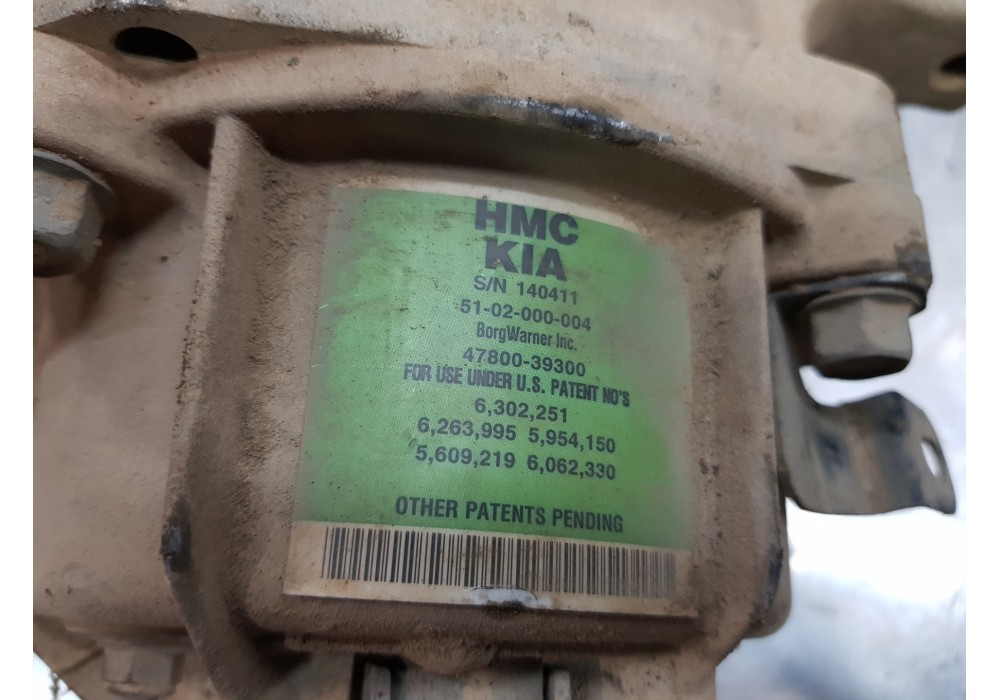 HMC
KIA
S/N 140411
51-02-000-004
BorgWarner Inc.
47800-39300
FOR USE UNDER U.S. PATENT NO'S
6,302,251
6,263,995 5,954,150
5,609,219 6,062,330
OTHER PATENTS PENDING